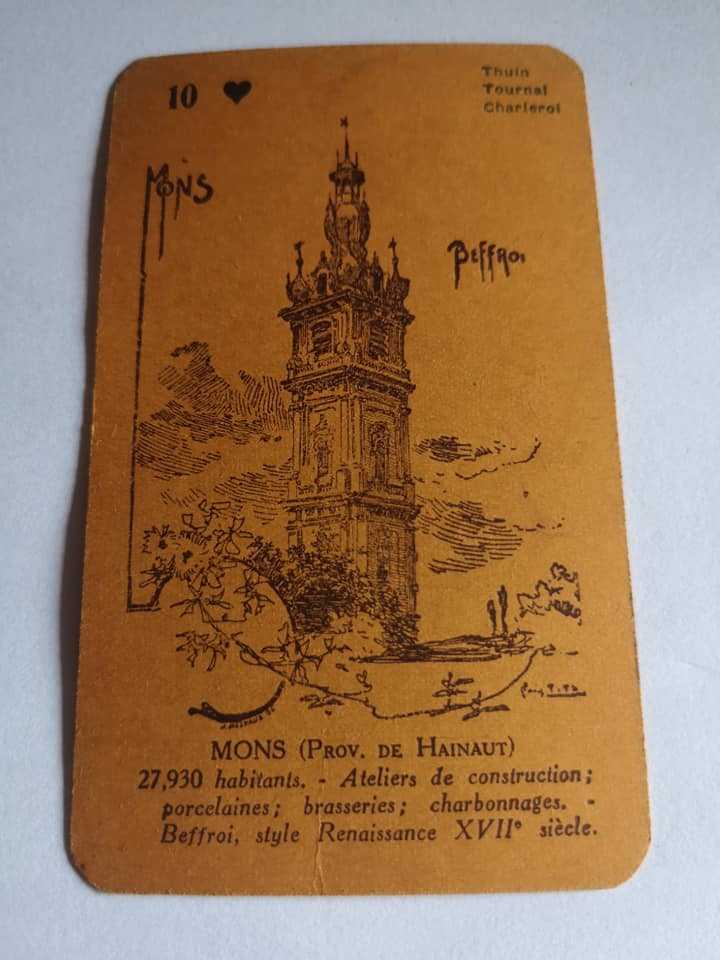 10 ♥
Thuin
Tournai
Charleroi
MONS
BEFFROI
MONS (PROV. DE HAINAUT)
27,930 habitants. - Ateliers de construction;
porcelaines; brasseries; charbonnages. -
Beffroi, style Renaissance XVIIe siècle.